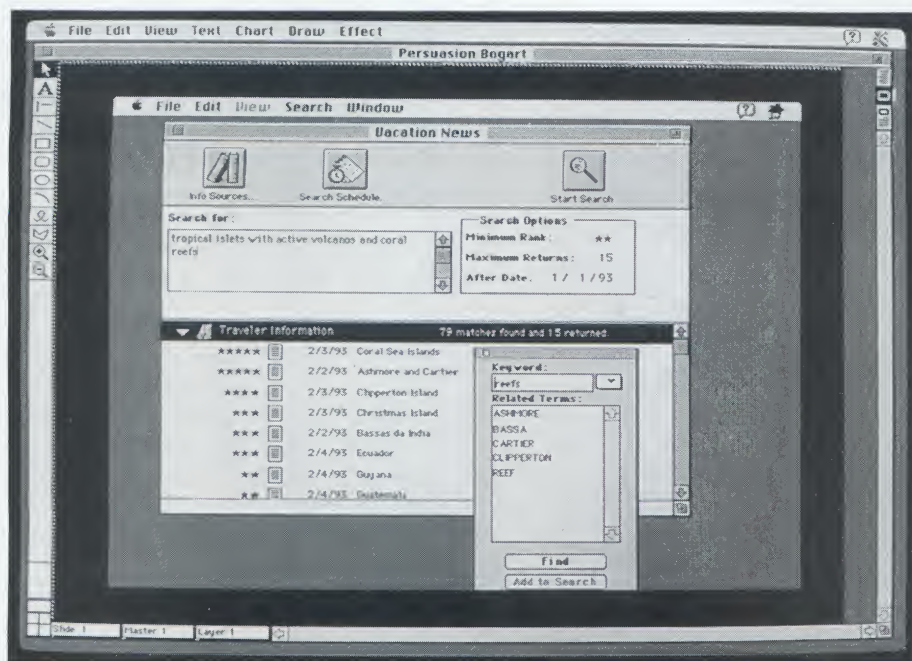 File Edit View Text Chart Draw Effect
Persuasion Bogart
A
File Edit View Search Window
Vacation News
Info Sources...
Search Schedule...
Start Search
Search for:
tropical islets with active volcanos and coral
reefs
Search Options
Minimum Rank: ★★
Maximum Returns: 15
After Date: 1/ 1/93
Traveler Information 79 matches found and 15 returned
★★★★★ 2/3/93 Coral Sea Islands
★★★★★ 2/2/93 Ashmore and Cartier
★★★★ 2/3/93 Clipperton Island
★★★ 2/3/93 Christmas Island
★★★ 2/2/93 Bassas da India
★★★ 2/4/93 Ecuador
★★ 2/4/93 Guyana
★★ 2/4/93 Guatemala
Keyword:
reefs
Related Terms:
ASHMORE
BASSA
CARTIER
CLIPPERTON
REEF
Find
Add to Search
Slide 1 Master 1 Layer 1